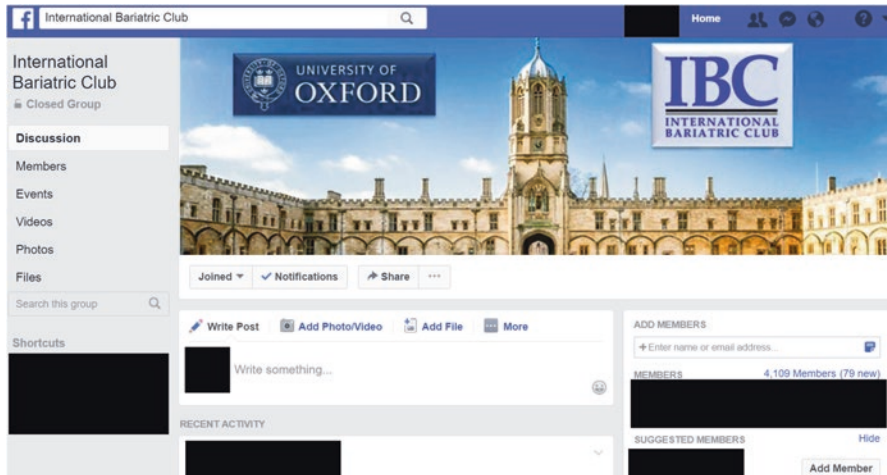 International Bariatric Club
Home
International
Bariatric Club
Closed Group
Discussion
Members
Events
Videos
Photos
Files
Search this group
Shortcuts
UNIVERSITY OF
OXFORD
IBC
INTERNATIONAL
BARIATRIC CLUB
Joined
Notifications
Share
Write Post
Add Photo/Video
Add File
More
Write something...
RECENT ACTIVITY
ADD MEMBERS
+Enter name or email address...
MEMBERS
4,109 Members (79 new)
SUGGESTED MEMBERS
Hide
Add Member